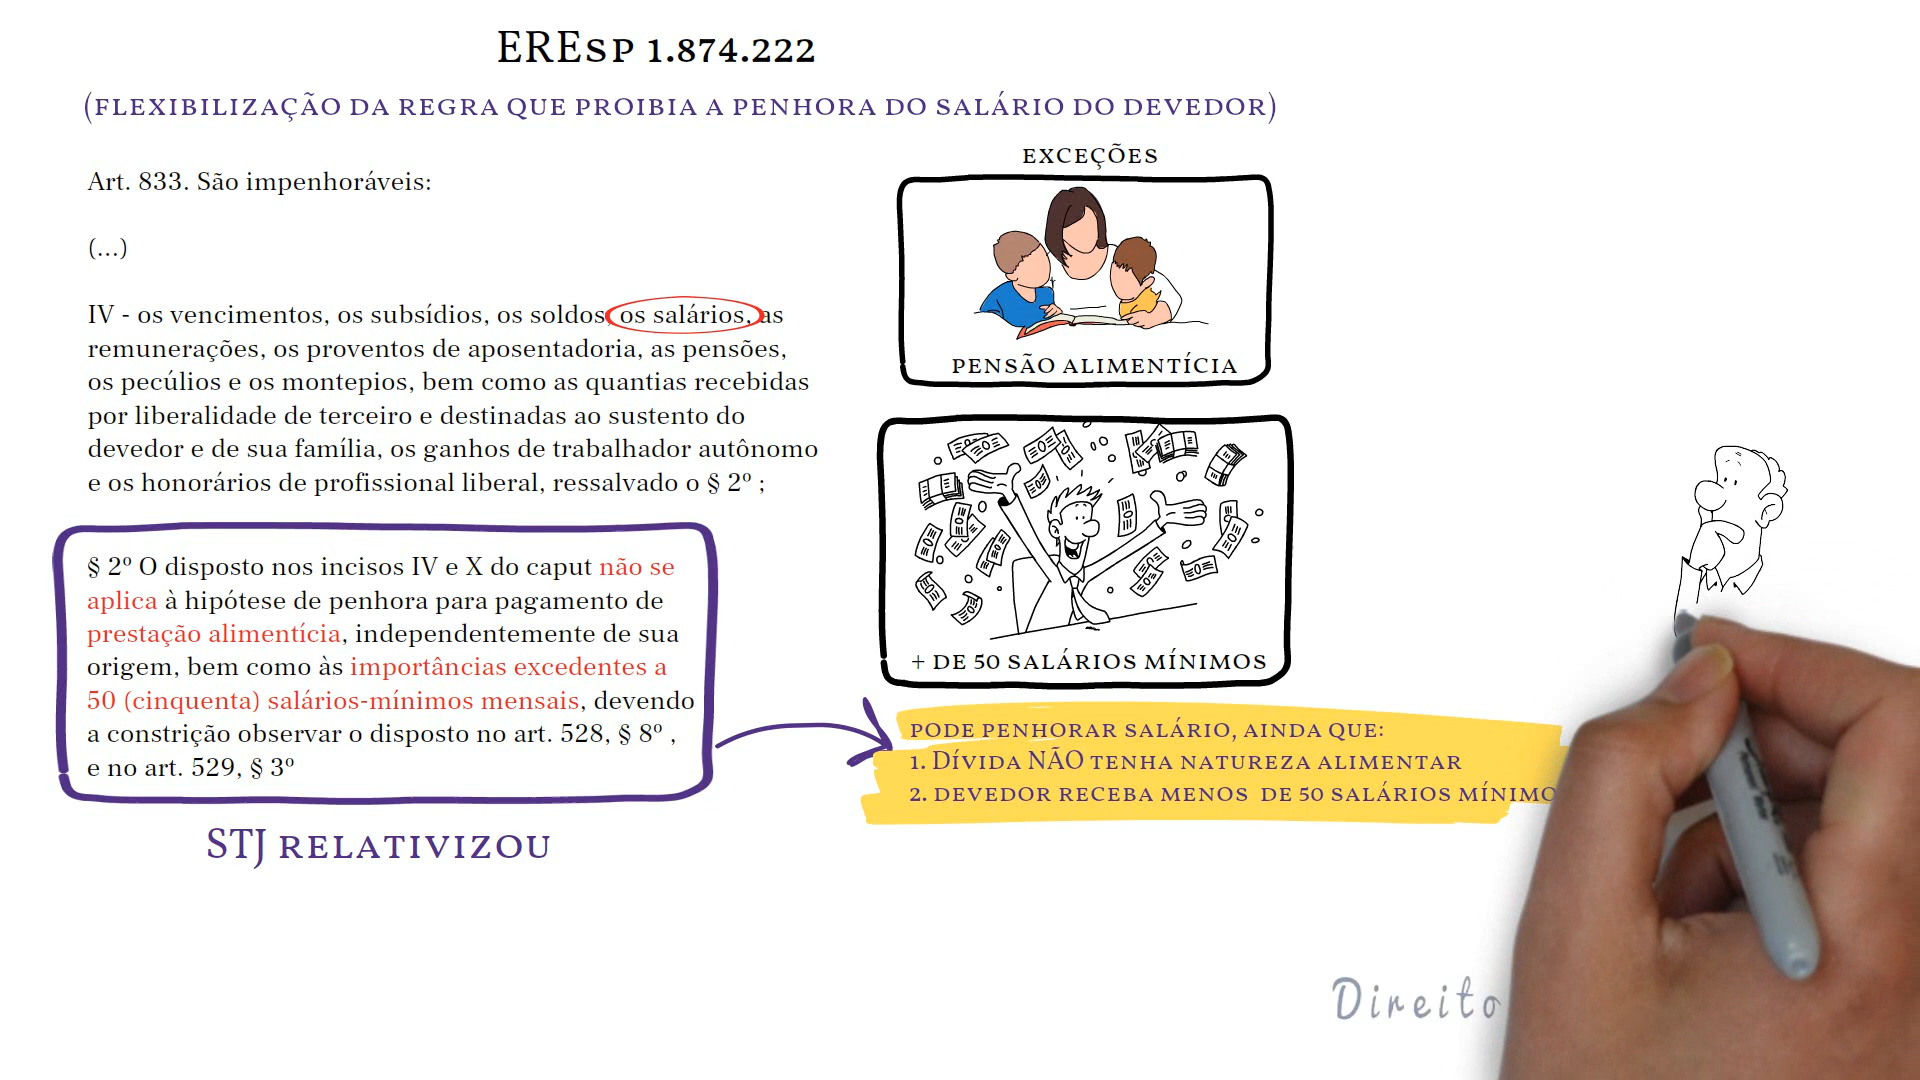 EREsp 1.874.222
(flexibilização da regra que proibia a penhora do salário do devedor)
Art. 833. São impenhoráveis:
(...)
IV - os vencimentos, os subsídios, os soldos, os salários, as
remunerações, os proventos de aposentadoria, as pensões,
os pecúlios e os montepios, bem como as quantias recebidas
por liberalidade de terceiro e destinadas ao sustento do
devedor e de sua família, os ganhos de trabalhador autônomo
e os honorários de profissional liberal, ressalvado o § 2º ;
§ 2º O disposto nos incisos IV e X do caput não se
aplica à hipótese de penhora para pagamento de
prestação alimentícia, independentemente de sua
origem, bem como às importâncias excedentes a
50 (cinquenta) salários-mínimos mensais, devendo
a constrição observar o disposto no art. 528, § 8º ,
e no art. 529, § 3º
STJ relativizou
exceções
pensão alimentícia
+ de 50 salários mínimos
pode penhorar salário, ainda que:
1. Dívida NÃO tenha natureza alimentar
2. devedor receba menos de 50 salários
Direito